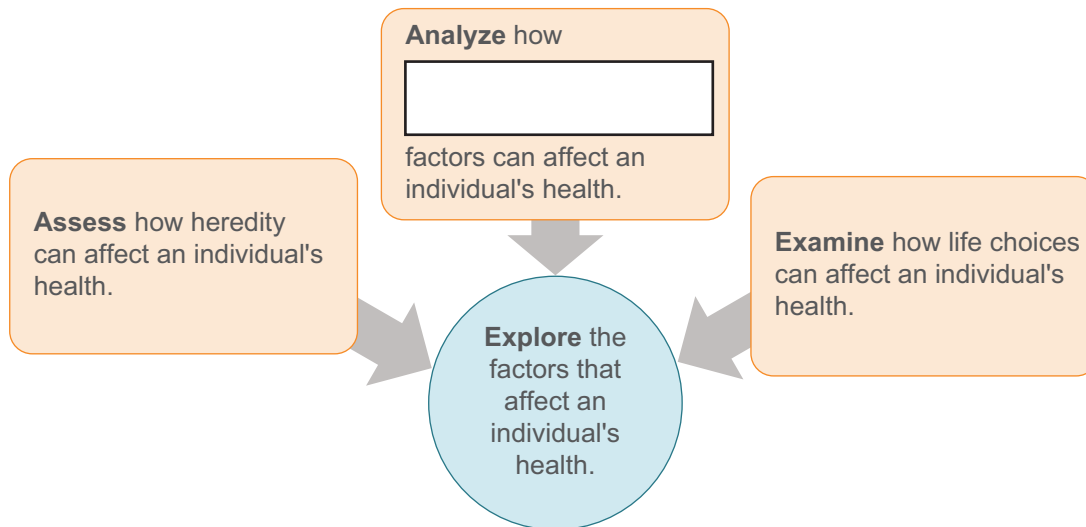 Analyze how
factors can affect an
individual's health.
Assess how heredity
can affect an individual's
health.
Examine how life choices
can affect an individual's
health.
Explore the
factors that
affect an
individual's
health.